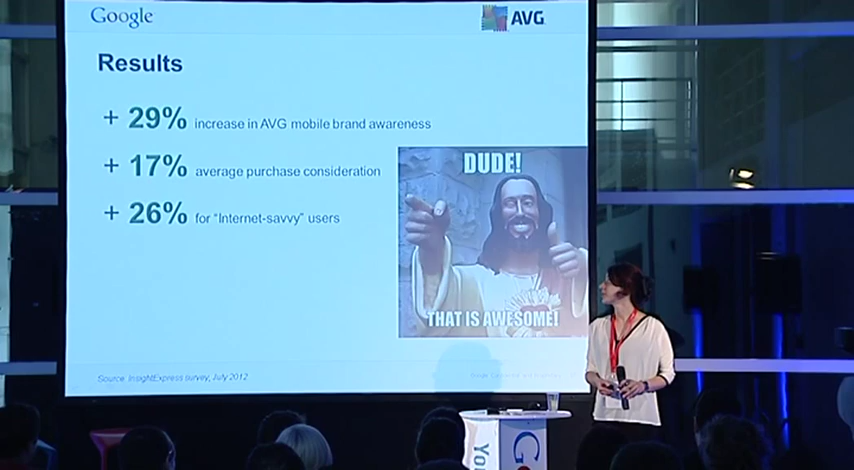 Google
AVG
Results
+ 29% increase in AVG mobile brand awareness
+ 17% average purchase consideration
+ 26% for “Internet-savvy” users
DUDE!
THAT IS AWESOME!
Source: InsightExpress survey, July 2012
Yo
G